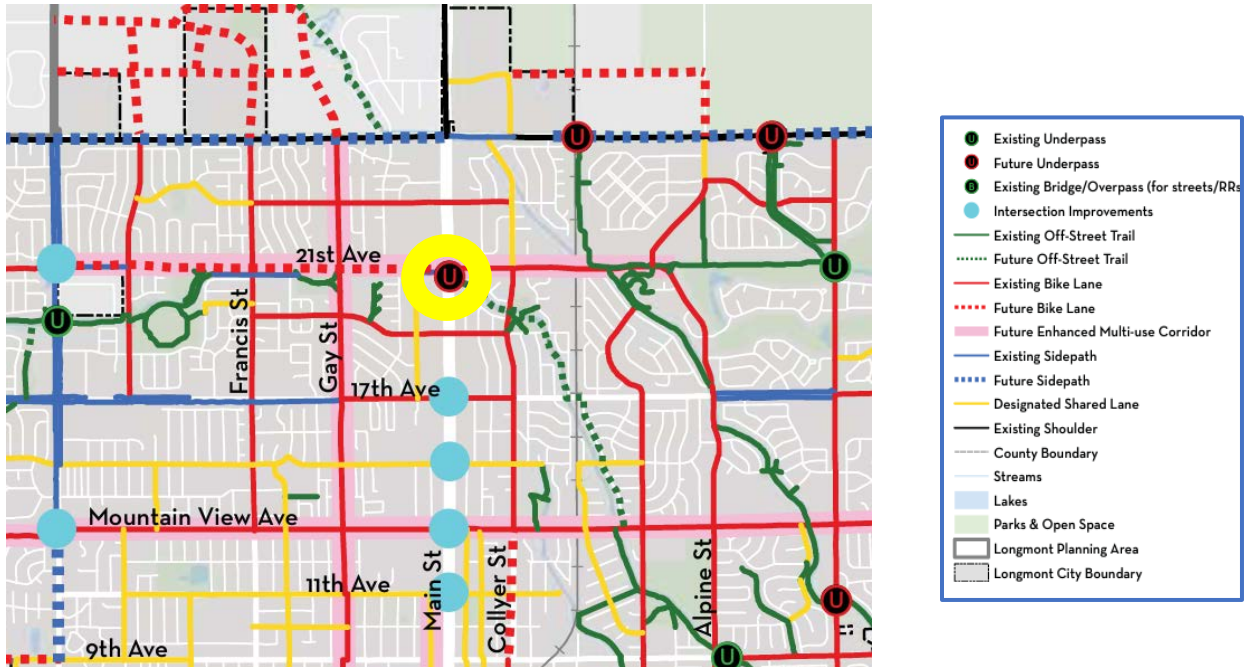 U
U
21st Ave
U
U
U
Francis St
Gay St
17th Ave
Mountain View Ave
Main St
Collyer St
Alpine St
11th Ave
U
9th Ave
U
U Existing Underpass
U Future Underpass
B Existing Bridge/Overpass (for streets/RRs
Intersection Improvements
Existing Off-Street Trail
Future Off-Street Trail
Existing Bike Lane
Future Bike Lane
Future Enhanced Multi-use Corridor
Existing Sidepath
Future Sidepath
Designated Shared Lane
Existing Shoulder
County Boundary
Streams
Lakes
Parks & Open Space
Longmont Planning Area
Longmont City Boundary